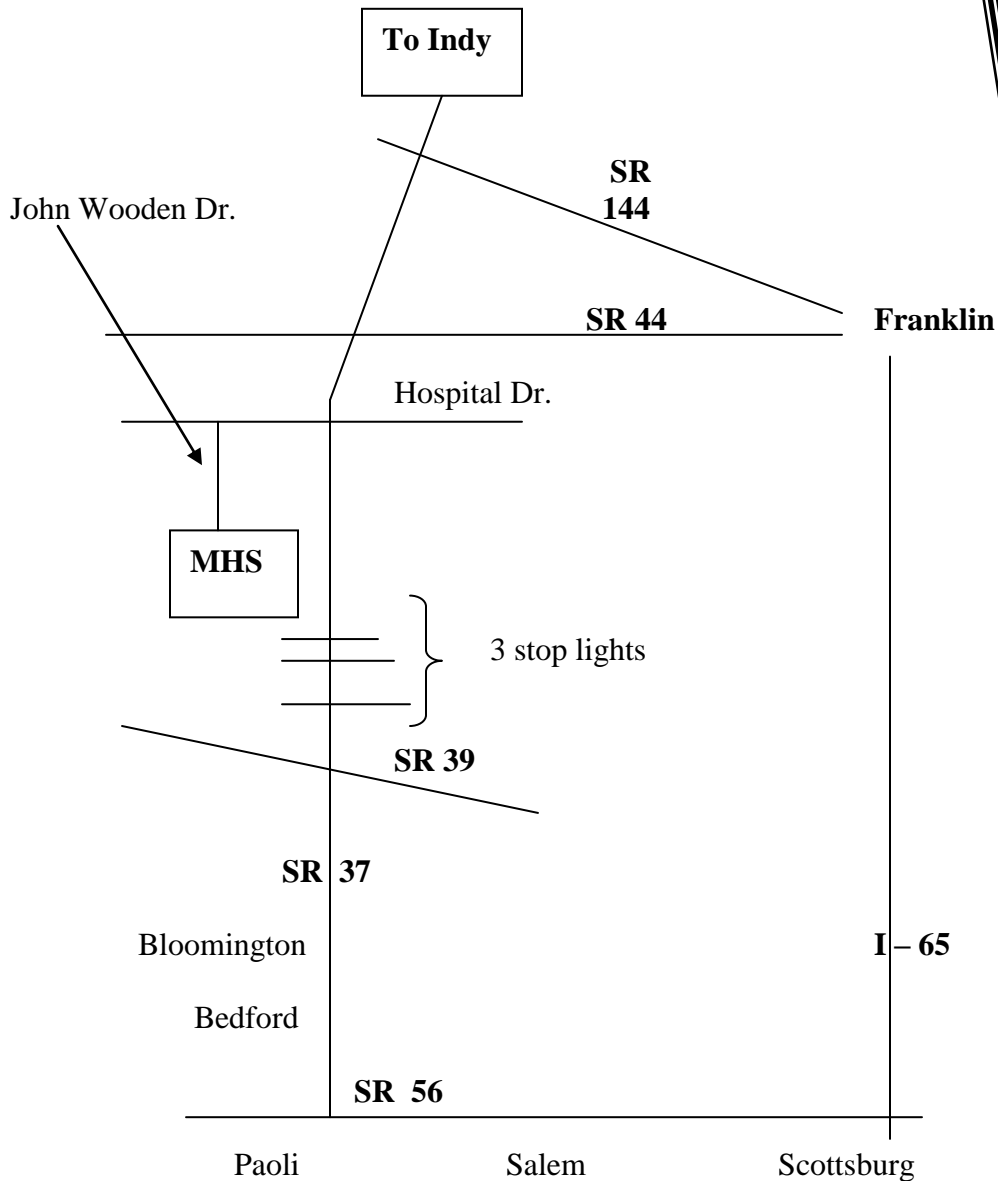 To Indy
SR
144
John Wooden Dr.
SR 44
Franklin
Hospital Dr.
MHS
3 stop lights
SR 39
SR 37
Bloomington
I – 65
Bedford
SR 56
Paoli
Salem
Scottsburg